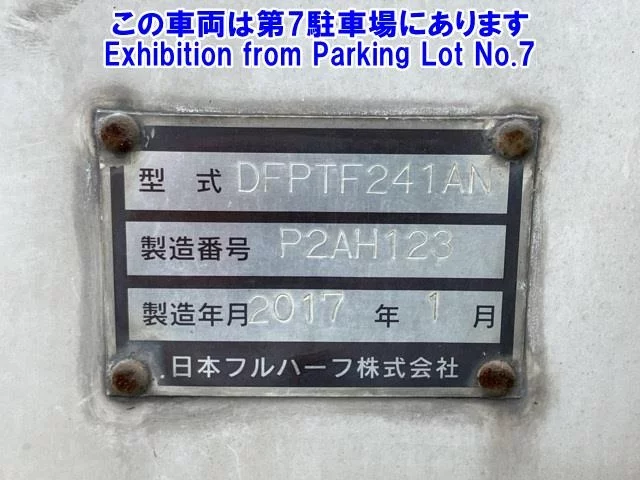 この車両は第7駐車場にあります
Exhibition from Parking Lot No.7
型 式 DFPTF241AN
製造番号 P2AH123
製造年月 2017 年 1 月
日本フルハーフ株式会社